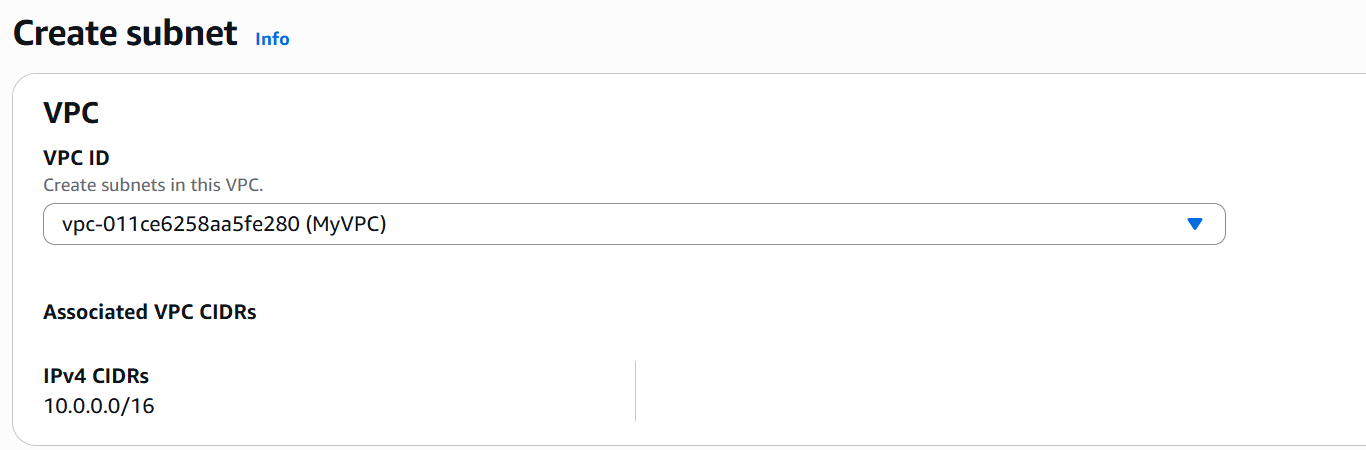 Create subnet Info
VPC
VPC ID
Create subnets in this VPC.
vpc-011ce6258aa5fe280 (MyVPC)
Associated VPC CIDRs
IPv4 CIDRs
10.0.0.0/16